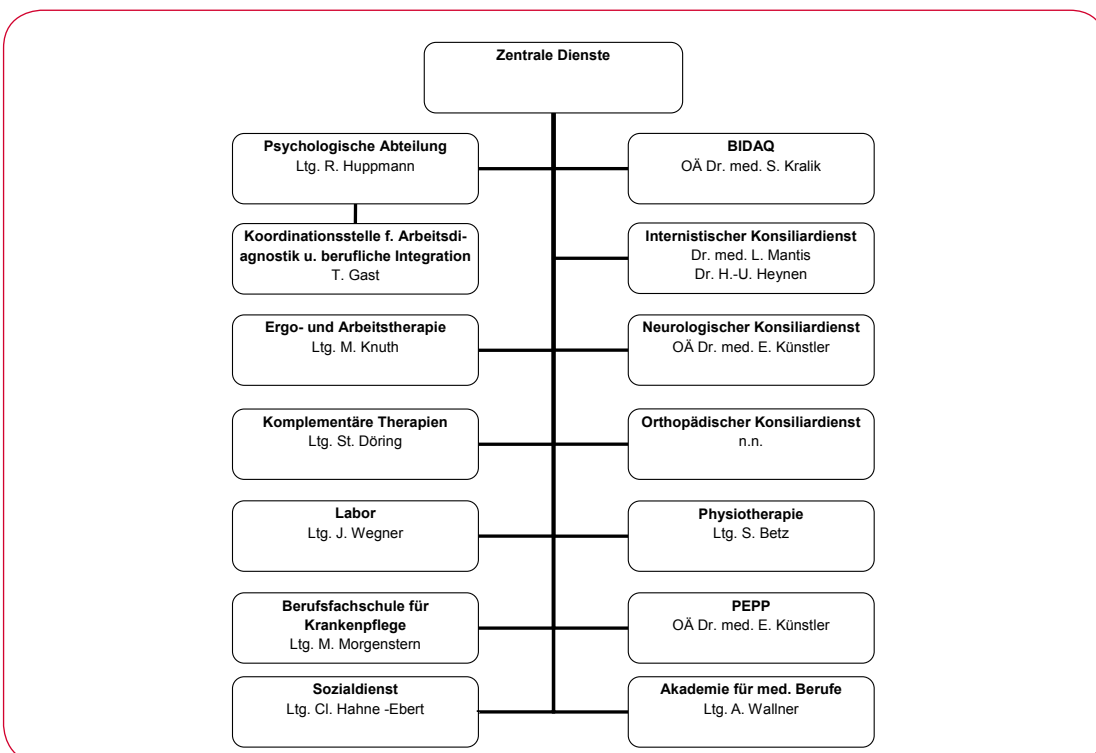 Zentrale Dienste
Psychologische Abteilung
Ltg. R. Huppmann
BIDAQ
OÄ Dr. med. S. Kralik
Koordinationsstelle f. Arbeitsdi-
agnostik u. berufliche Integration
T. Gast
Internistischer Konsiliardienst
Dr. med. L. Mantis
Dr. H.-U. Heynen
Ergo- und Arbeitstherapie
Ltg. M. Knuth
Neurologischer Konsiliardienst
OÄ Dr. med. E. Künstler
Komplementäre Therapien
Ltg. St. Döring
Orthopädischer Konsiliardienst
n.n.
Labor
Ltg. J. Wegner
Physiotherapie
Ltg. S. Betz
Berufsfachschule für
Krankenpflege
Ltg. M. Morgenstern
PEPP
OÄ Dr. med. E. Künstler
Sozialdienst
Ltg. Cl. Hahne -Ebert
Akademie für med. Berufe
Ltg. A. Wallner